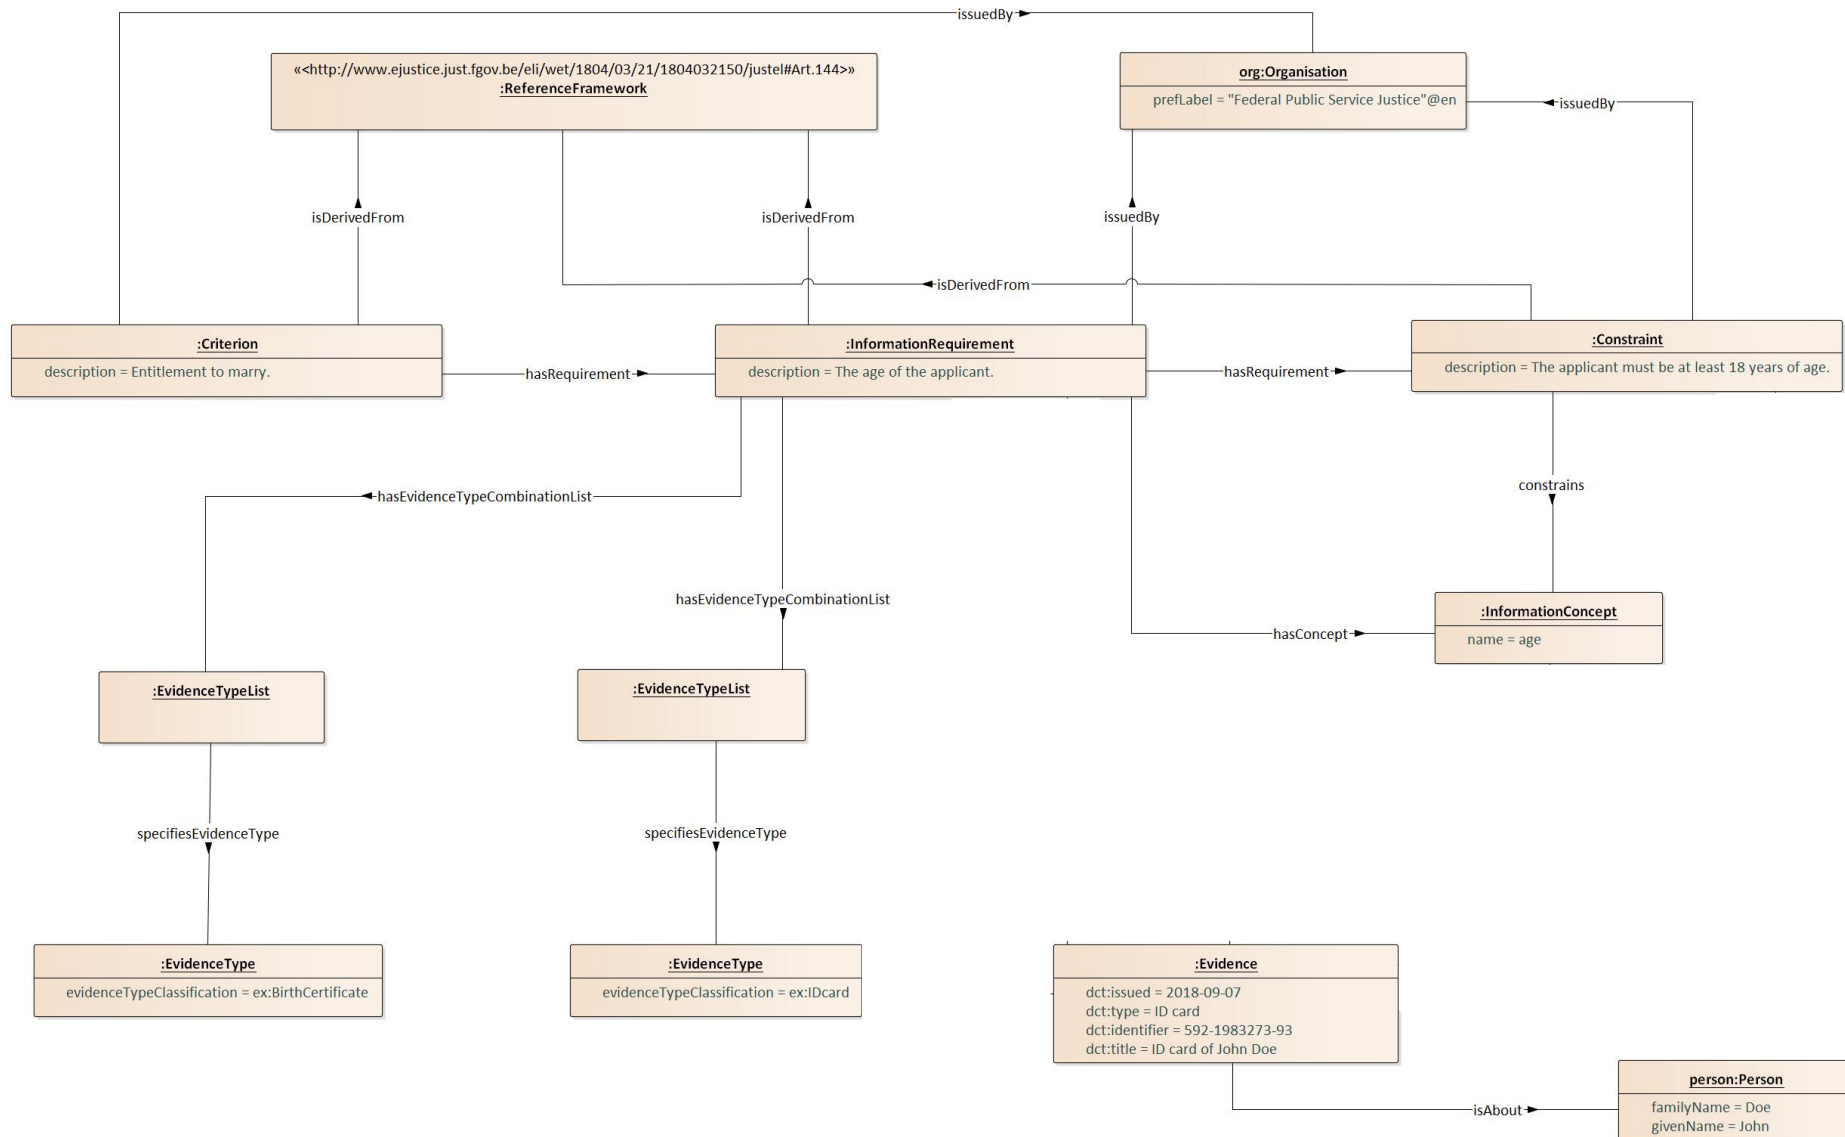 issuedBy
«<http://www.ejustice.just.fgov.be/eli/wet/1804/03/21/1804032150/justel#Art.144>»
:ReferenceFramework
org:Organisation
prefLabel = "Federal Public Service Justice"@en
issuedBy
isDerivedFrom
isDerivedFrom
issuedBy
isDerivedFrom
:Criterion
description = Entitlement to marry.
hasRequirement
:InformationRequirement
description = The age of the applicant.
hasRequirement
:Constraint
description = The applicant must be at least 18 years of age.
hasEvidenceTypeCombinationList
constrains
hasEvidenceTypeCombinationList
:InformationConcept
name = age
hasConcept
:EvidenceTypeList
:EvidenceTypeList
specifiesEvidenceType
specifiesEvidenceType
:EvidenceType
evidenceTypeClassification = ex:BirthCertificate
:EvidenceType
evidenceTypeClassification = ex:IDcard
:Evidence
dct:issued = 2018-09-07
dct:type = ID card
dct:identifier = 592-1983273-93
dct:title = ID card of John Doe
isAbout
person:Person
familyName = Doe
givenName = John